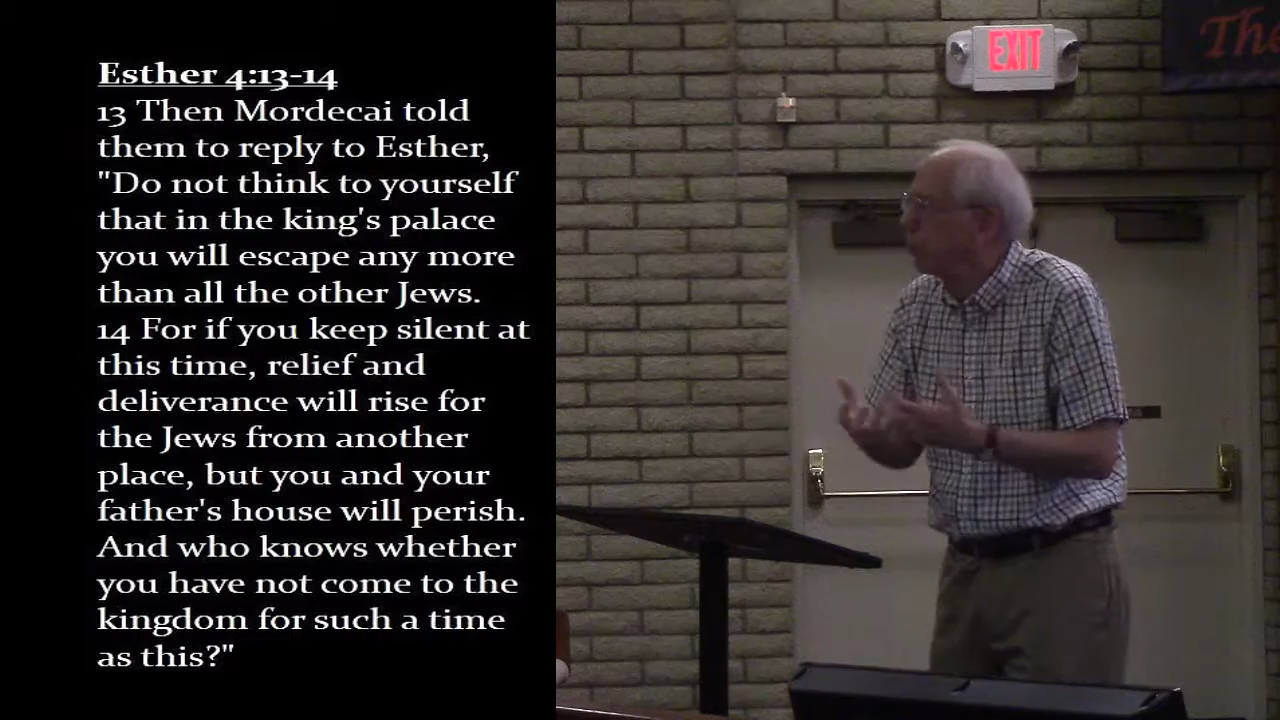 Esther 4:13-14
13 Then Mordecai told
them to reply to Esther,
"Do not think to yourself
that in the king's palace
you will escape any more
than all the other Jews.
14 For if you keep silent at
this time, relief and
deliverance will rise for
the Jews from another
place, but you and your
father's house will perish.
And who knows whether
you have not come to the
kingdom for such a time
as this?"
EXIT
The